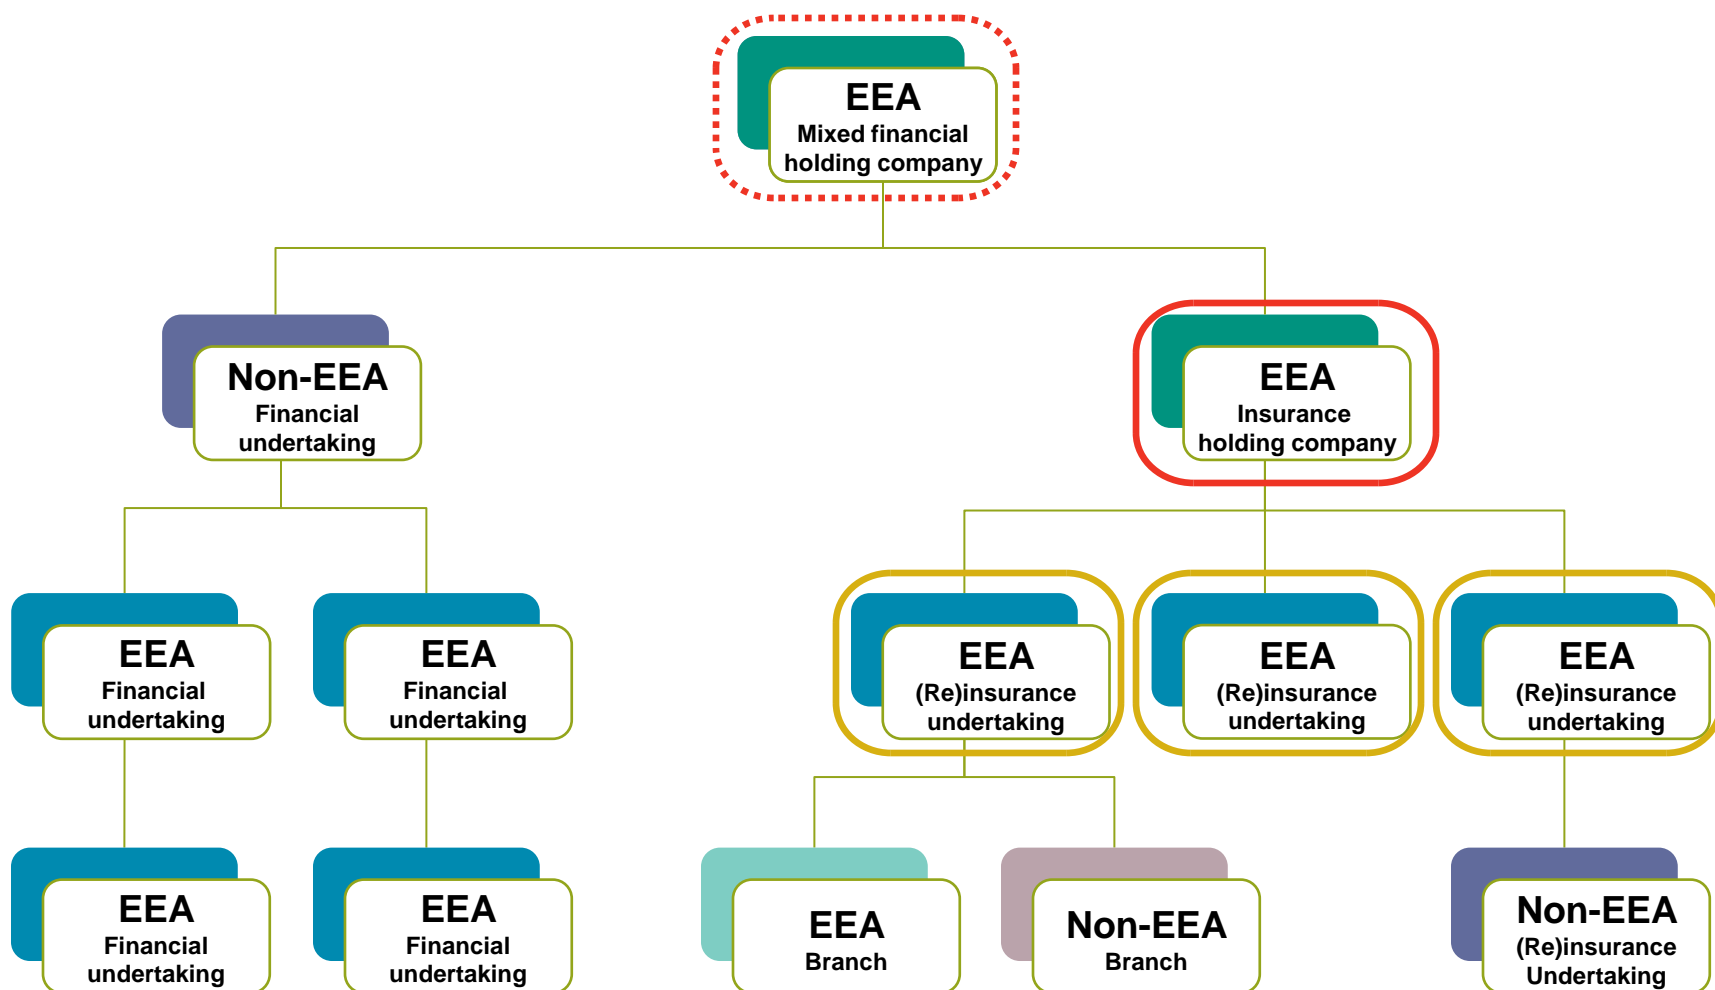 EEA
Mixed financial
holding company
Non-EEA
Financial
undertaking
EEA
Insurance
holding company
EEA
Financial
undertaking
EEA
Financial
undertaking
EEA
(Re)insurance
undertaking
EEA
(Re)insurance
undertaking
EEA
(Re)insurance
undertaking
EEA
Financial
undertaking
EEA
Financial
undertaking
EEA
Branch
Non-EEA
Branch
Non-EEA
(Re)insurance
Undertaking